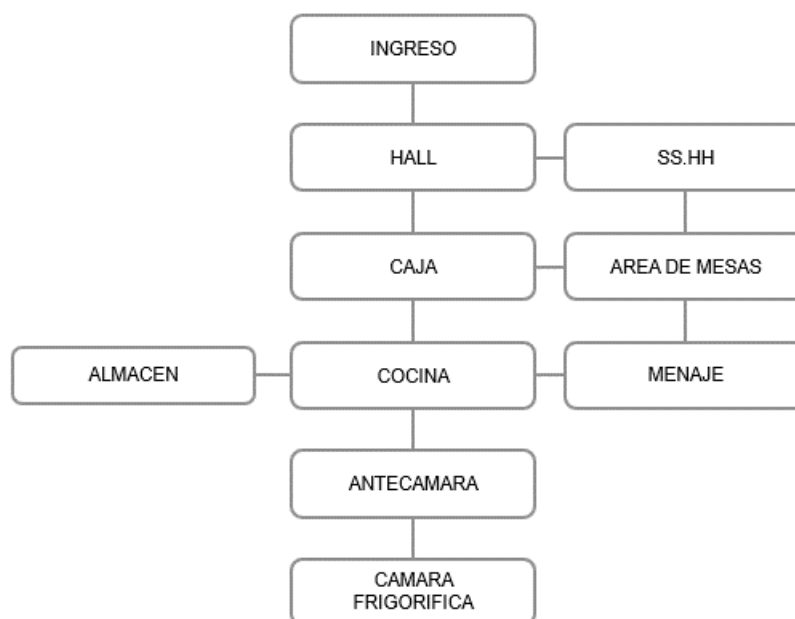 INGRESO
HALL
SS.HH
CAJA
AREA DE MESAS
ALMACEN
COCINA
MENAJE
ANTECAMARA
CAMARA
FRIGORIFICA